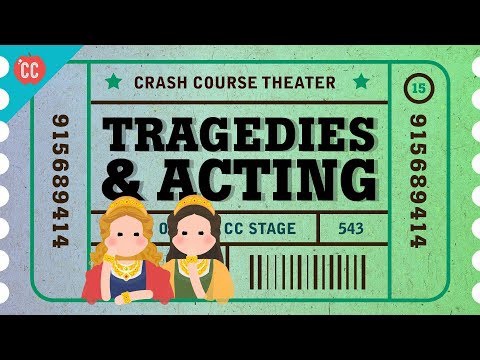 CC
CRASH COURSE THEATER
15
TRAGEDIES
& ACTING
CC STAGE
543
915689414
915689414